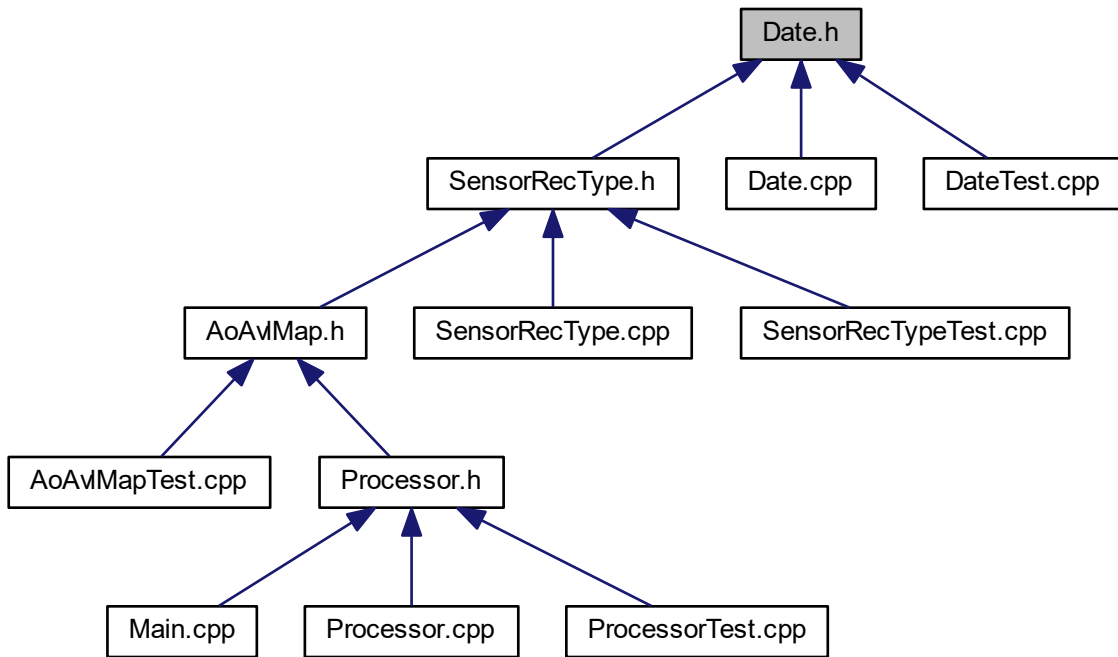 Date.h
SensorRecType.h
Date.cpp
DateTest.cpp
AoAvlMap.h
SensorRecType.cpp
SensorRecTypeTest.cpp
AoAvlMapTest.cpp
Processor.h
Main.cpp
Processor.cpp
ProcessorTest.cpp